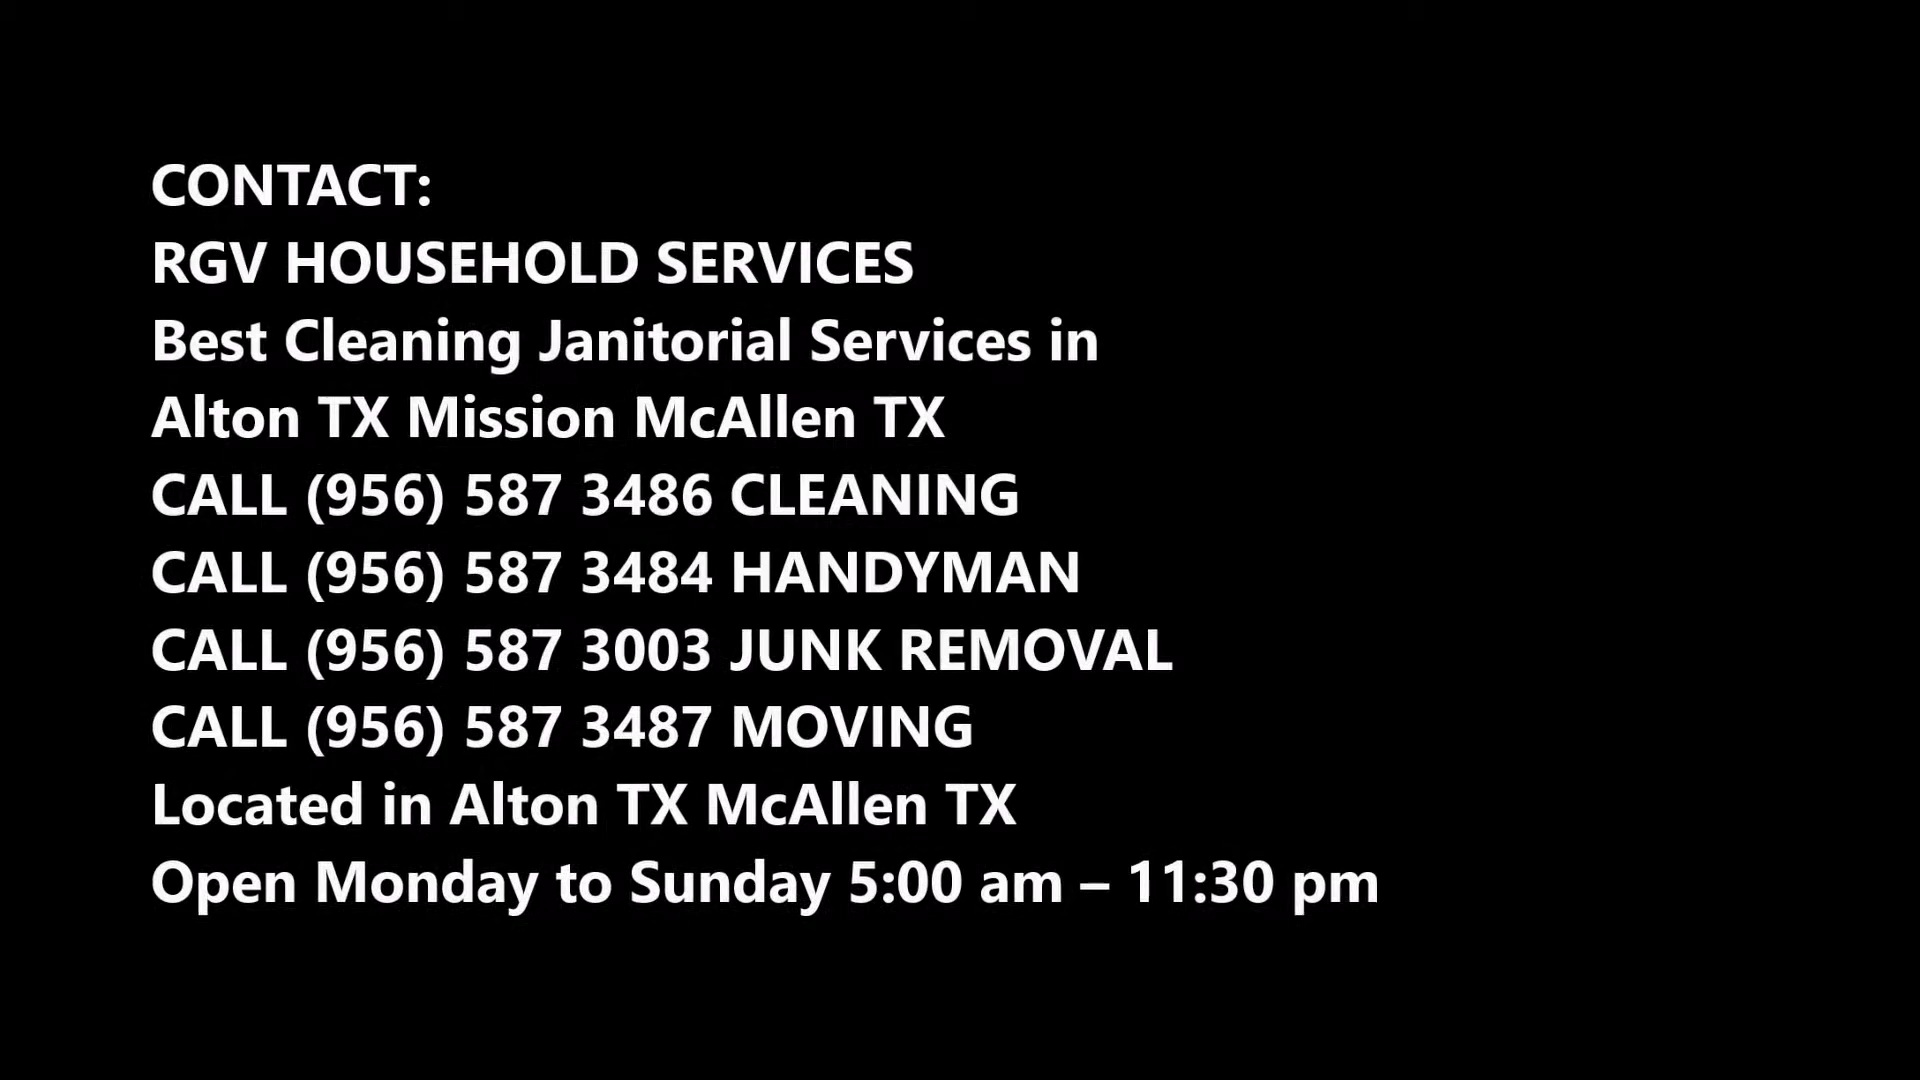 CONTACT:
RGV HOUSEHOLD SERVICES
Best Cleaning Janitorial Services in
Alton TX Mission McAllen TX
CALL (956) 587 3486 CLEANING
CALL (956) 587 3484 HANDYMAN
CALL (956) 587 3003 JUNK REMOVAL
CALL (956) 587 3487 MOVING
Located in Alton TX McAllen TX
Open Monday to Sunday 5:00 am – 11:30 pm